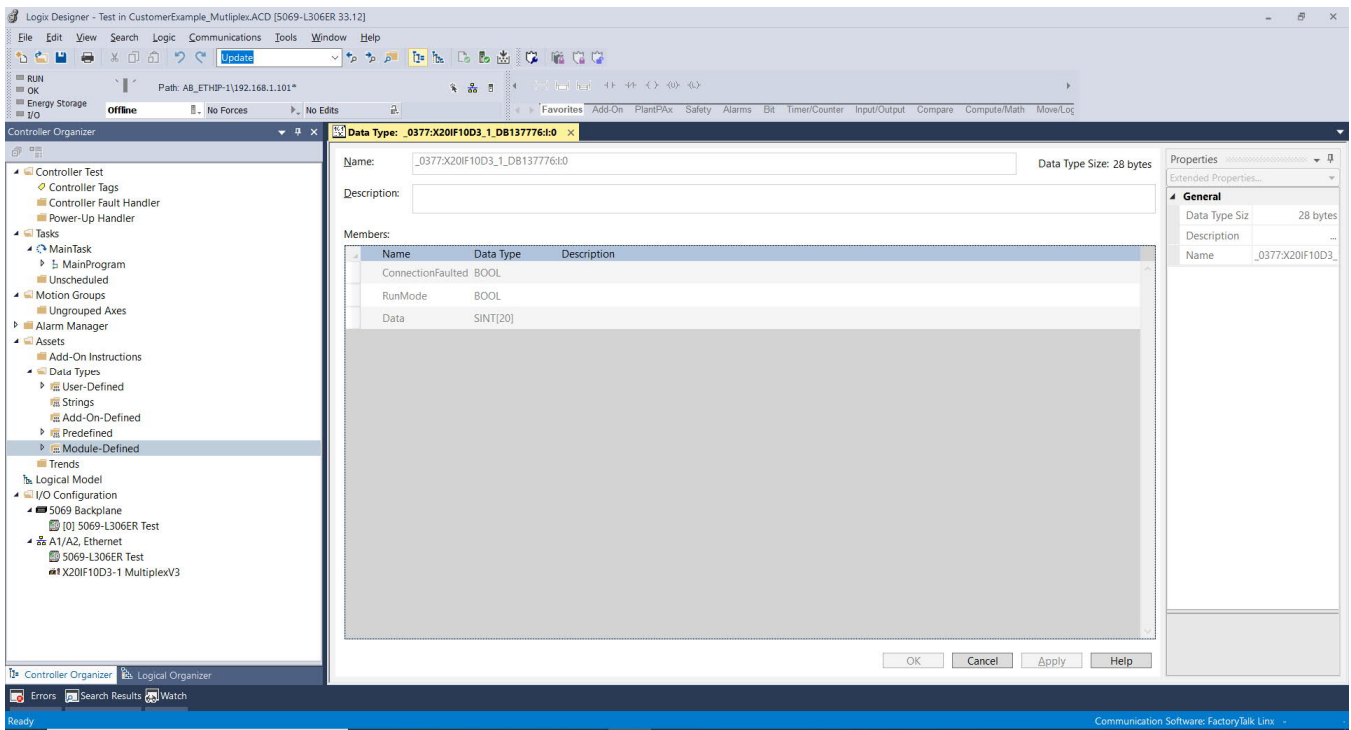 Logix Designer - Test in CustomerExample_Mutliplex.ACD [5069-L306ER 33.12]
File Edit View Search Logic Communications Tools Window Help
Update
RUN
OK
Energy Storage
I/O
Path: AB_ETHIP-1\192.168.1.101*
Offline
No Forces
No Edits
Favorites Add-On PlantPAx Safety Alarms Bit Timer/Counter Input/Output Compare Compute/Math Move/Log
Controller Organizer
Controller Test
Controller Tags
Controller Fault Handler
Power-Up Handler
Tasks
MainTask
MainProgram
Unscheduled
Motion Groups
Ungrouped Axes
Alarm Manager
Assets
Add-On Instructions
Data Types
User-Defined
Strings
Add-On-Defined
Predefined
Module-Defined
Trends
Logical Model
I/O Configuration
5069 Backplane
[0] 5069-L306ER Test
A1/A2, Ethernet
5069-L306ER Test
X20IF10D3-1 MultiplexV3
Controller Organizer Logical Organizer
Data Type: _0377:X20IF10D3_1_DB137776:I:0
Name: _0377:X20IF10D3_1_DB137776:I:0
Data Type Size: 28 bytes
Description:
Members:
Name Data Type Description
ConnectionFaulted BOOL
RunMode BOOL
Data SINT[20]
OK Cancel Apply Help
Properties
Extended Properties...
General
Data Type Siz 28 bytes
Description ...
Name _0377:X20IF10D3_
Errors Search Results Watch
Ready
Communication Software: FactoryTalk Linx -